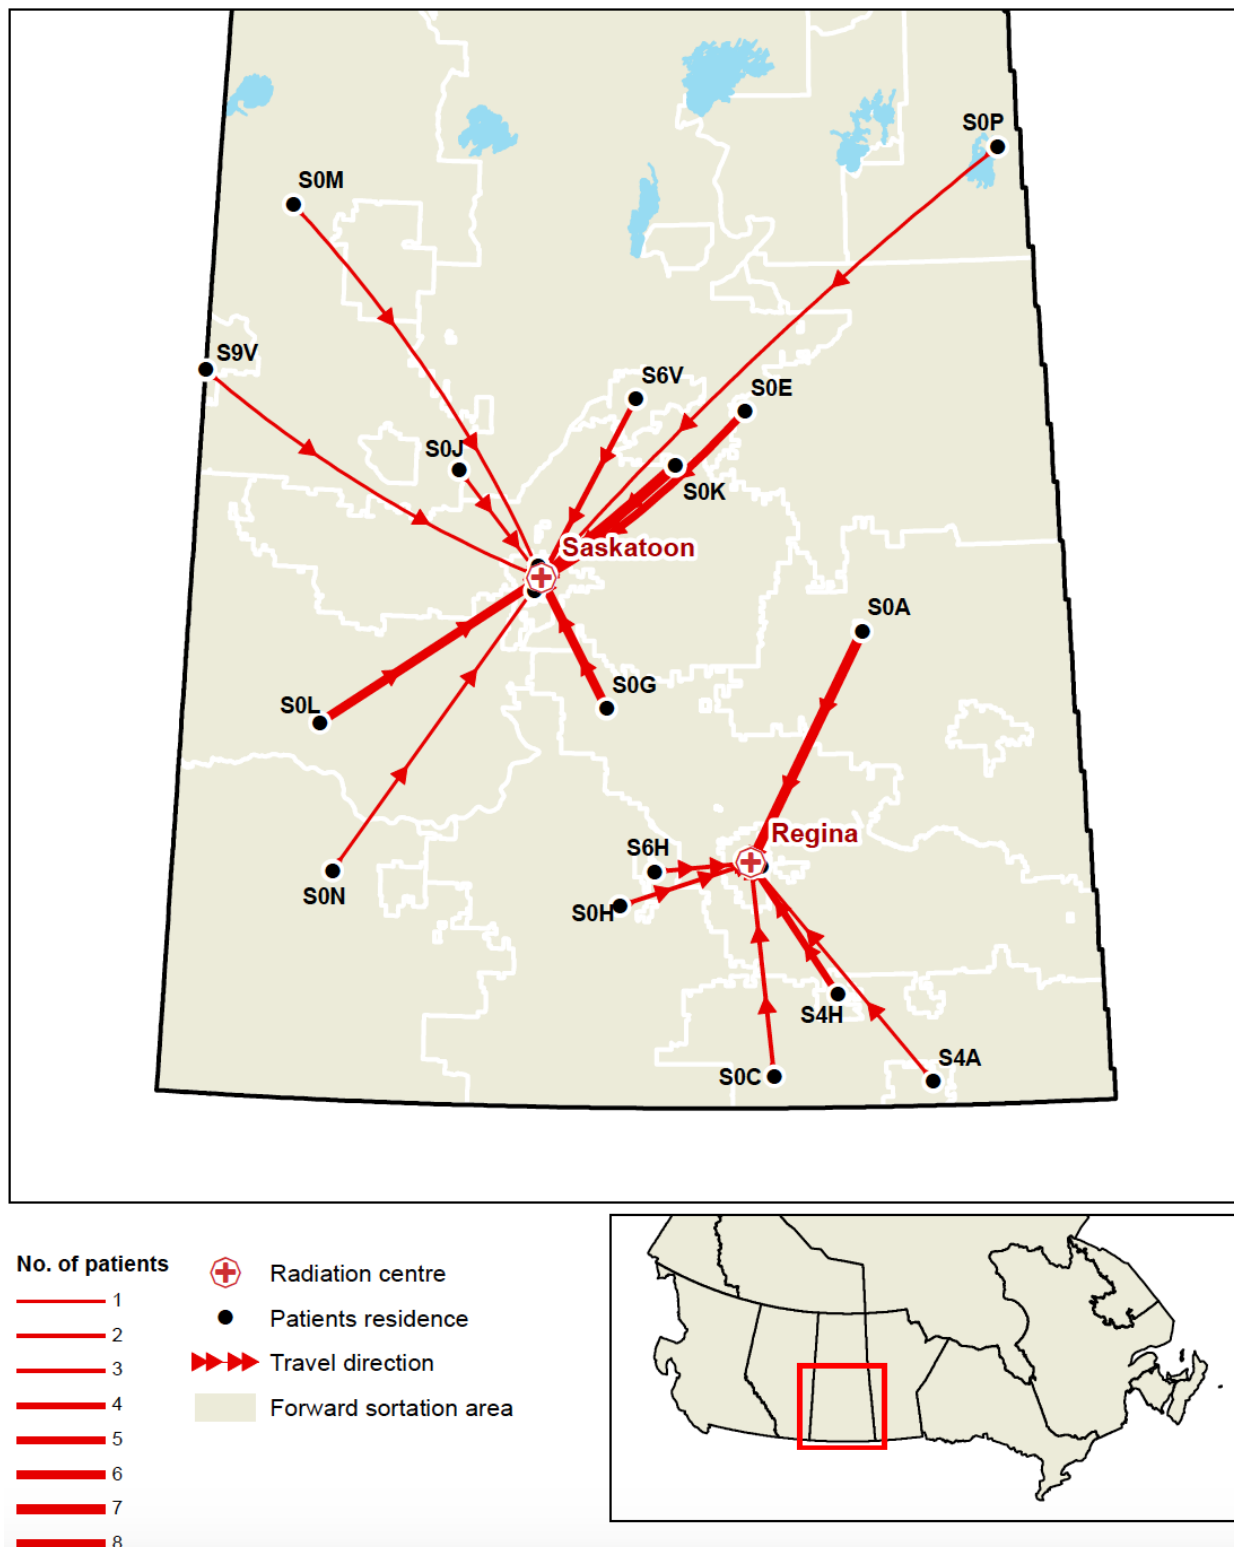 S0P
S0M
S9V
S6V
S0E
S0J
S0K
Saskatoon
S0A
S0G
S0L
Regina
S6H
S0N
S0H
S4H
S4A
S0C
No. of patients
1
2
3
4
5
6
7
8
Radiation centre
Patients residence
Travel direction
Forward sortation area